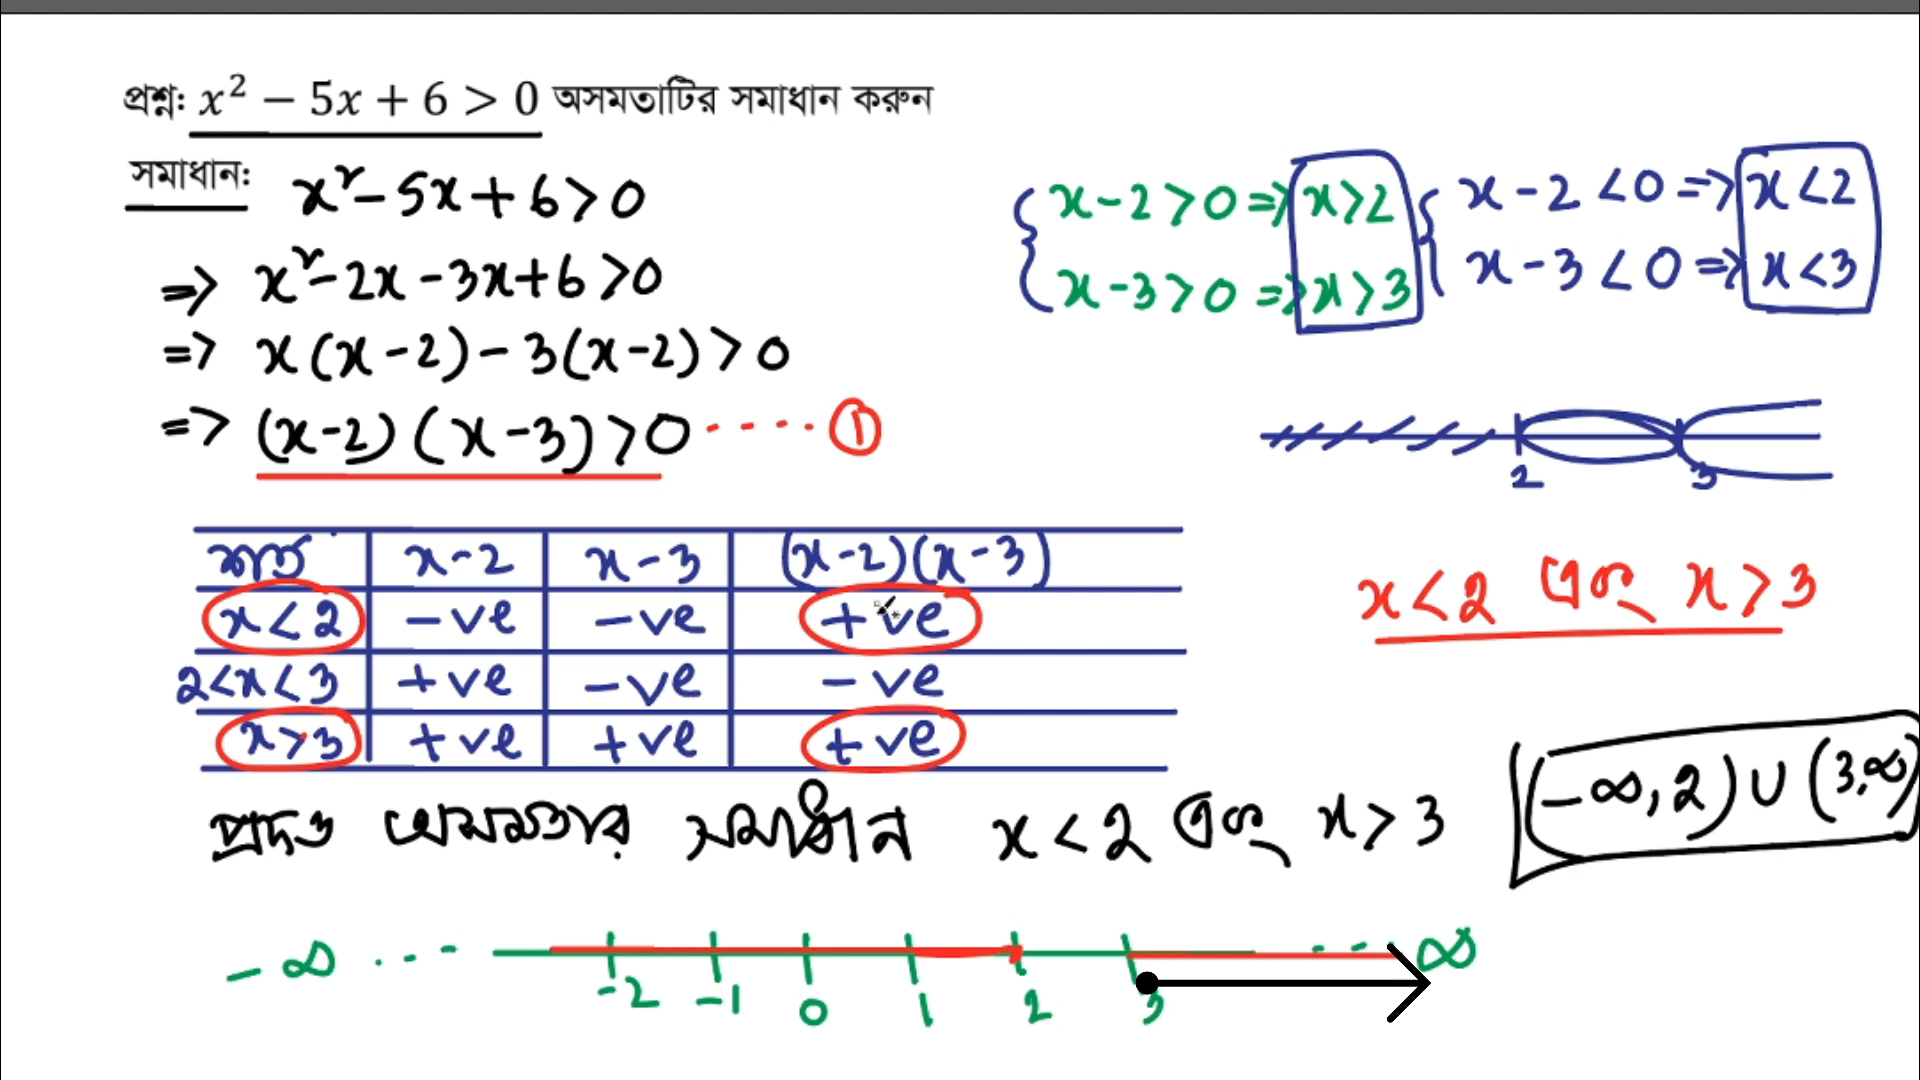 প্রশ্ন: x² − 5x + 6 > 0 অসমতাটির সমাধান করুন
সমাধান: x² - 5x + 6 > 0
=> x² - 2x - 3x + 6 > 0
=> x(x-2) - 3(x-2) > 0
=> (x-2)(x-3) > 0 ..... ①
x-2>0 => x>2
x-3>0 => x>3
x-2<0 => x<2
x-3<0 => x<3
2 3
x<2 এবং x>3
শর্ত x-2 x-3 (x-2)(x-3)
x<2 -ve -ve +ve
2<x<3 +ve -ve -ve
x>3 +ve +ve +ve
প্রদত্ত অসমতার সমাধান x<2 এবং x>3
(-∞, 2) ∪ (3, ∞)
-∞ ... -- -2 -1 0 1 2 3 -- ∞